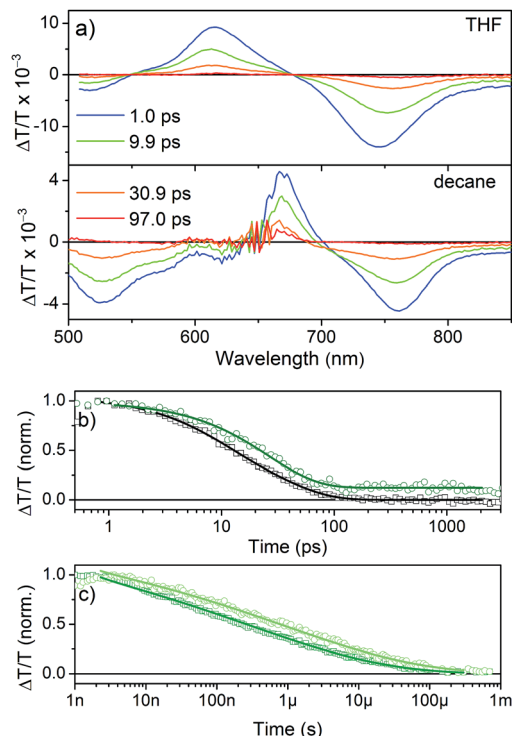 a)
THF
10
0
-10
ΔT/T x 10⁻³
1.0 ps
9.9 ps
decane
4
0
-4
ΔT/T x 10⁻³
30.9 ps
97.0 ps
500 600 700 800
Wavelength (nm)
b)
1.0
0.5
0.0
ΔT/T (norm.)
1 10 100 1000
Time (ps)
c)
1.0
0.5
0.0
ΔT/T (norm.)
1n 10n 100n 1µ 10µ 100µ 1m
Time (s)